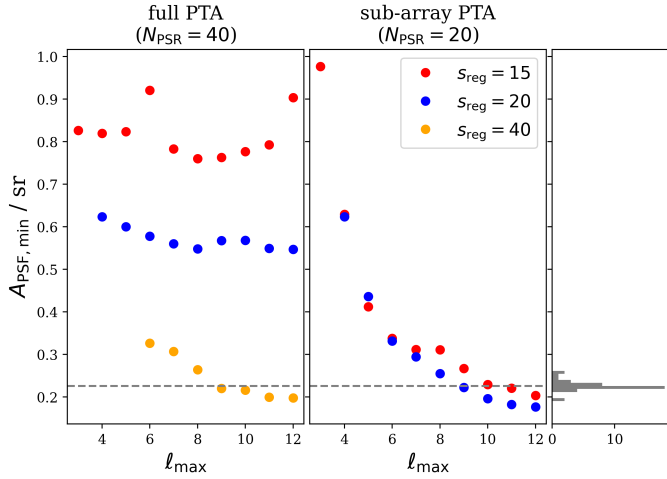 full PTA
(N_PSR = 40)
sub-array PTA
(N_PSR = 20)
A_PSF, min / sr
1.0
0.9
0.8
0.7
0.6
0.5
0.4
0.3
0.2
s_reg = 15
s_reg = 20
s_reg = 40
4 6 8 10 12
4 6 8 10 12
0 10
ℓ_max
ℓ_max